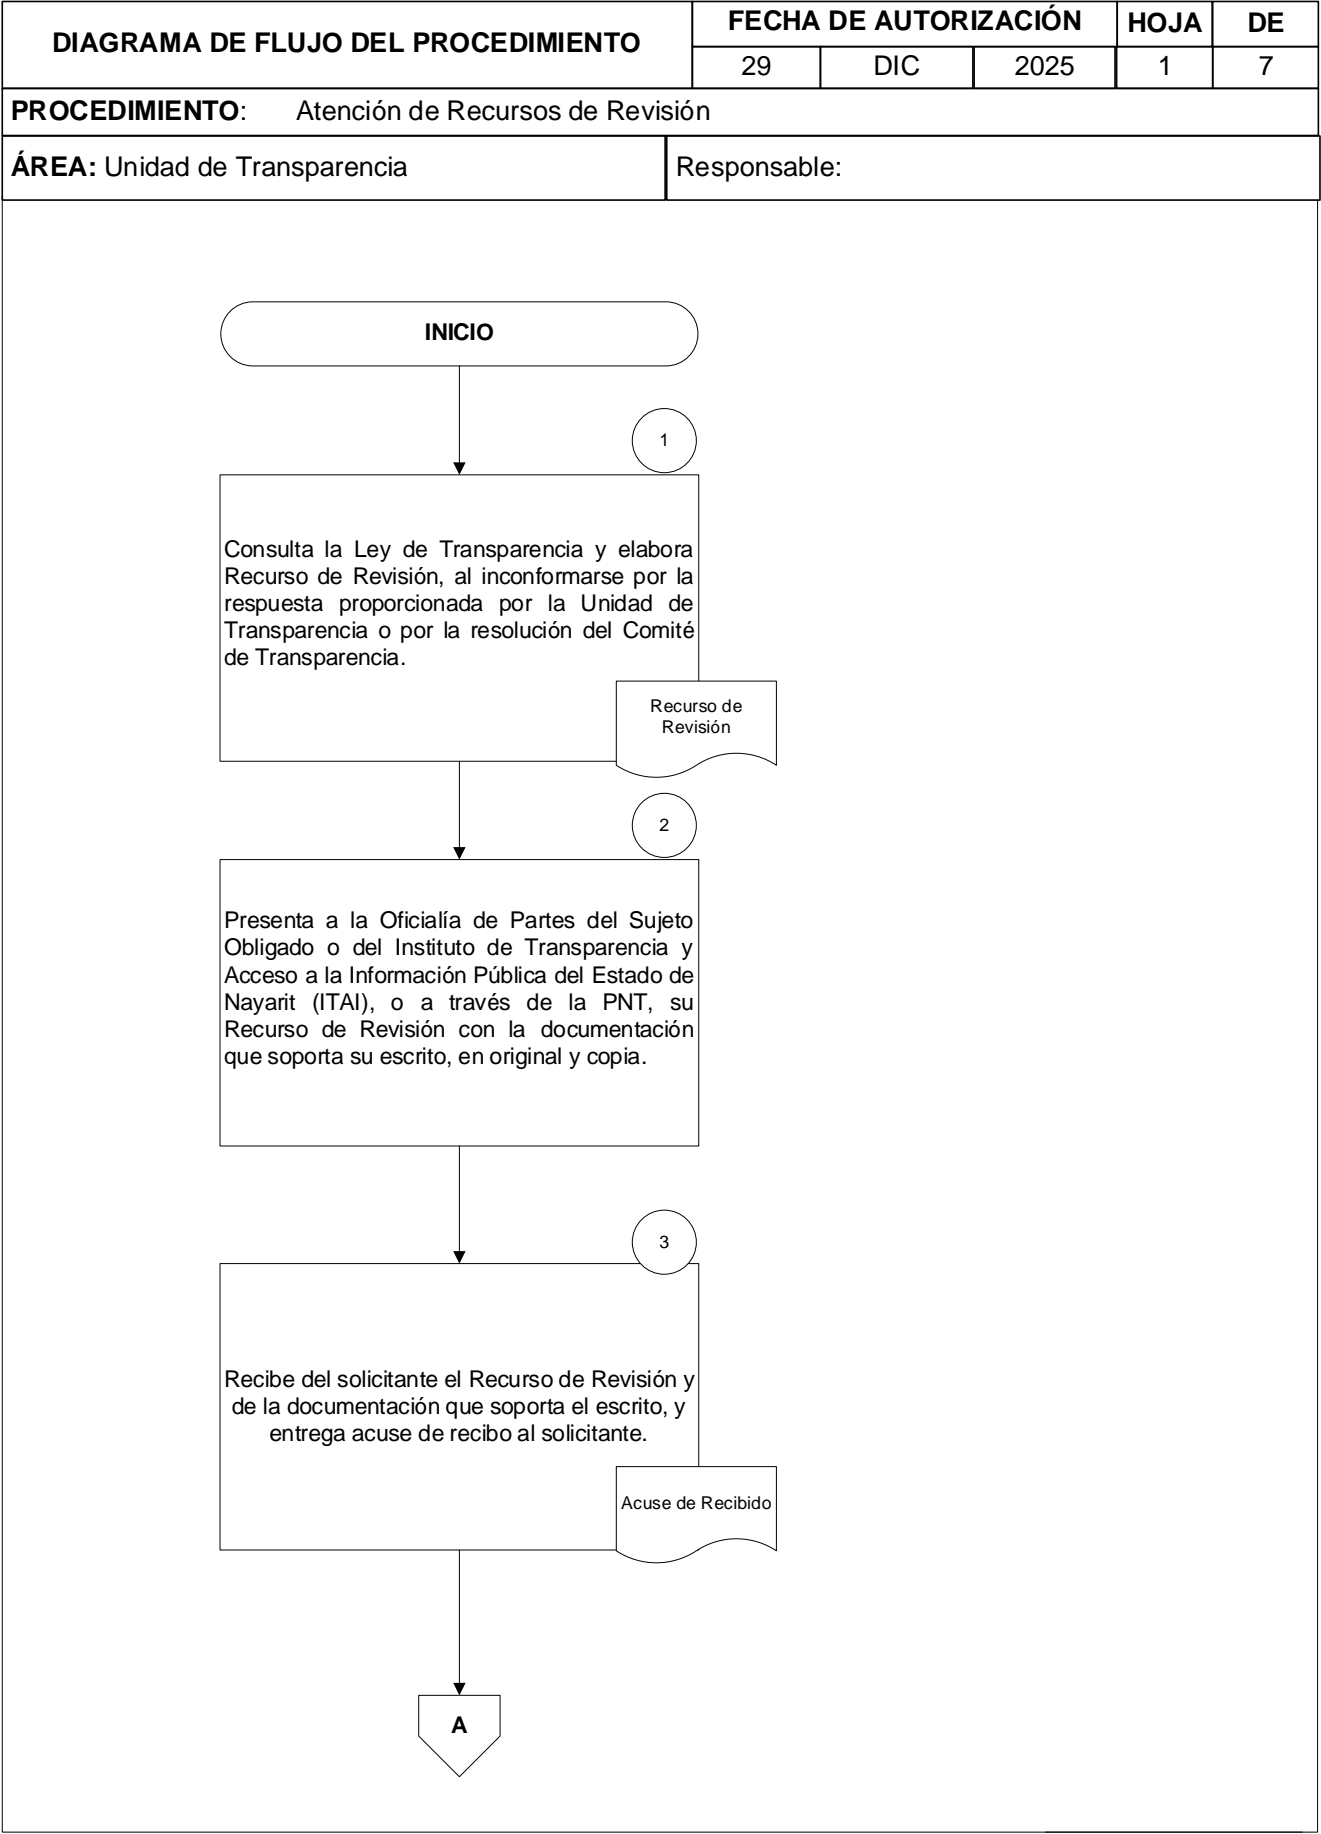 DIAGRAMA DE FLUJO DEL PROCEDIMIENTO
FECHA DE AUTORIZACIÓN
HOJA
DE
29
DIC
2025
1
7
PROCEDIMIENTO: Atención de Recursos de Revisión
ÁREA: Unidad de Transparencia
Responsable:
INICIO
1
Consulta la Ley de Transparencia y elabora
Recurso de Revisión, al inconformarse por la
respuesta proporcionada por la Unidad de
Transparencia o por la resolución del Comité
de Transparencia.
Recurso de
Revisión
2
Presenta a la Oficialía de Partes del Sujeto
Obligado o del Instituto de Transparencia y
Acceso a la Información Pública del Estado de
Nayarit (ITAI), o a través de la PNT, su
Recurso de Revisión con la documentación
que soporta su escrito, en original y copia.
3
Recibe del solicitante el Recurso de Revisión y
de la documentación que soporta el escrito, y
entrega acuse de recibo al solicitante.
Acuse de Recibido
A